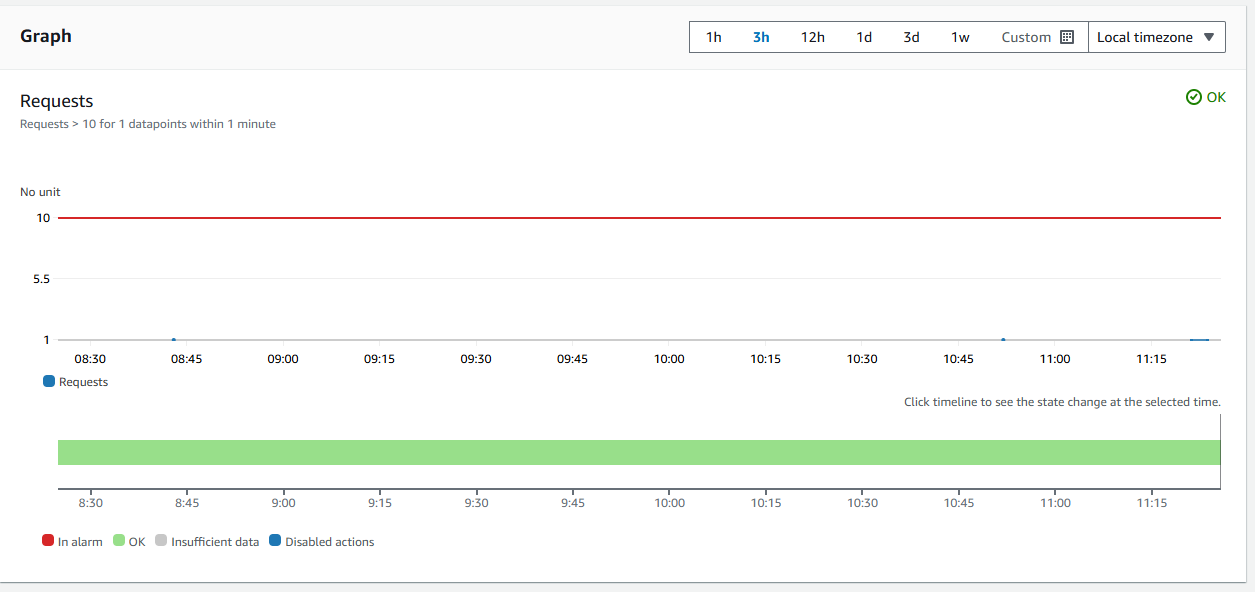 Graph
1h 3h 12h 1d 3d 1w Custom Local timezone
Requests
OK
Requests > 10 for 1 datapoints within 1 minute
No unit
10
5.5
1
08:30 08:45 09:00 09:15 09:30 09:45 10:00 10:15 10:30 10:45 11:00 11:15
Requests
Click timeline to see the state change at the selected time.
8:30 8:45 9:00 9:15 9:30 9:45 10:00 10:15 10:30 10:45 11:00 11:15
In alarm OK Insufficient data Disabled actions